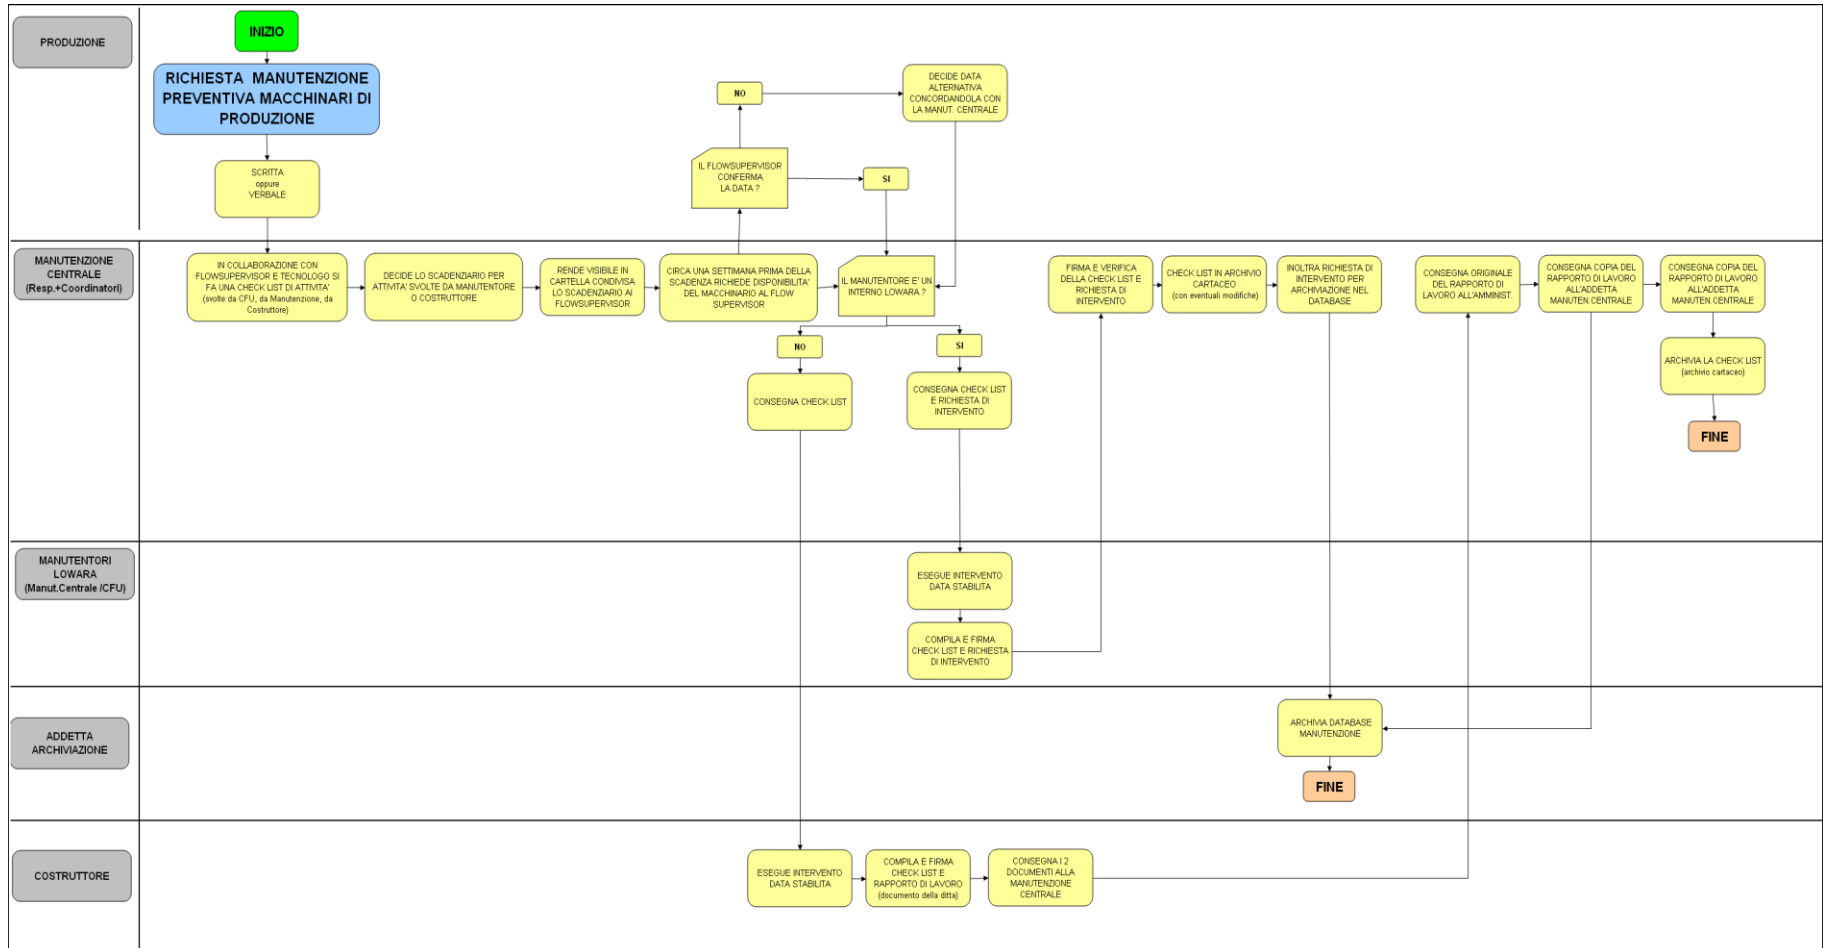 PRODUZIONE
INIZIO
RICHIESTA MANUTENZIONE
PREVENTIVA MACCHINARI DI
PRODUZIONE
SCRITTA
oppure
VERBALE
NO
DECIDE DATA
ALTERNATIVA
CONCORDANDOLA CON
LA MANUT. CENTRALE
IL FLOWSUPERVISOR
CONFERMA
LA DATA ?
SI
MANUTENZIONE
CENTRALE
(Resp.+Coordinatori)
IN COLLABORAZIONE CON
FLOWSUPERVISOR E TECNOLOGO SI
FA UNA CHECK LIST DI ATTIVITA'
(svolte da CFU, da Manutenzione, da
Costruttore)
DECIDE LO SCADENZIARIO PER
ATTIVITA' SVOLTE DA MANUTENTORE
O COSTRUTTORE
RENDE VISIBILE IN
CARTELLA CONDIVISA
LO SCADENZIARIO AI
FLOWSUPERVISOR
CIRCA UNA SETTIMANA PRIMA DELLA
SCADENZA RICHIEDE DISPONIBILITA'
DEL MACCHINARIO AL FLOW
SUPERVISOR
IL MANUTENTORE E' UN
INTERNO LOWARA ?
FIRMA E VERIFICA
DELLA CHECK LIST E
RICHIESTA DI
INTERVENTO
CHECK LIST IN ARCHIVIO
CARTACEO
(con eventuali modifiche)
INOLTRA RICHIESTA DI
INTERVENTO PER
ARCHIVIAZIONE NEL
DATABASE
CONSEGNA ORIGINALE
DEL RAPPORTO DI
LAVORO ALL'AMMINIST.
CONSEGNA COPIA DEL
RAPPORTO DI LAVORO
ALL'ADDETTA
MANUTEN.CENTRALE
CONSEGNA COPIA DEL
RAPPORTO DI LAVORO
ALL'ADDETTA
MANUTEN.CENTRALE
NO
SI
CONSEGNA CHECK LIST
CONSEGNA CHECK LIST
E RICHIESTA DI
INTERVENTO
ARCHIVIA LA CHECK LIST
(archivio cartaceo)
FINE
MANUTENTORI
LOWARA
(Manut.Centrale /CFU)
ESEGUE INTERVENTO
DATA STABILITA
COMPILA E FIRMA
CHECK LIST E RICHIESTA
DI INTERVENTO
ADDETTA
ARCHIVIAZIONE
ARCHIVIA DATABASE
MANUTENZIONE
FINE
COSTRUTTORE
ESEGUE INTERVENTO
DATA STABILITA
COMPILA E FIRMA
CHECK LIST E
RAPPORTO DI LAVORO
(documento della ditta)
CONSEGNA I 2
DOCUMENTI ALLA
MANUTENZIONE
CENTRALE